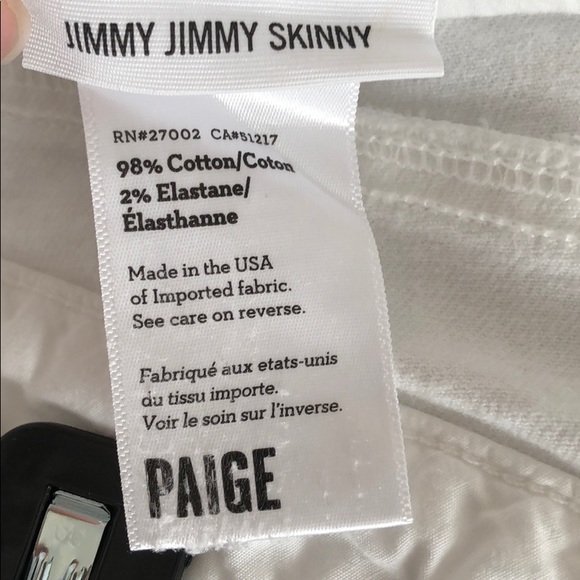 JIMMY JIMMY SKINNY
RN#27002 CA#51217
98% Cotton/Coton
2% Elastane/
Élasthanne
Made in the USA
of Imported fabric.
See care on reverse.
Fabriqué aux etats-unis
du tissu importe.
Voir le soin sur l'inverse.
PAIGE